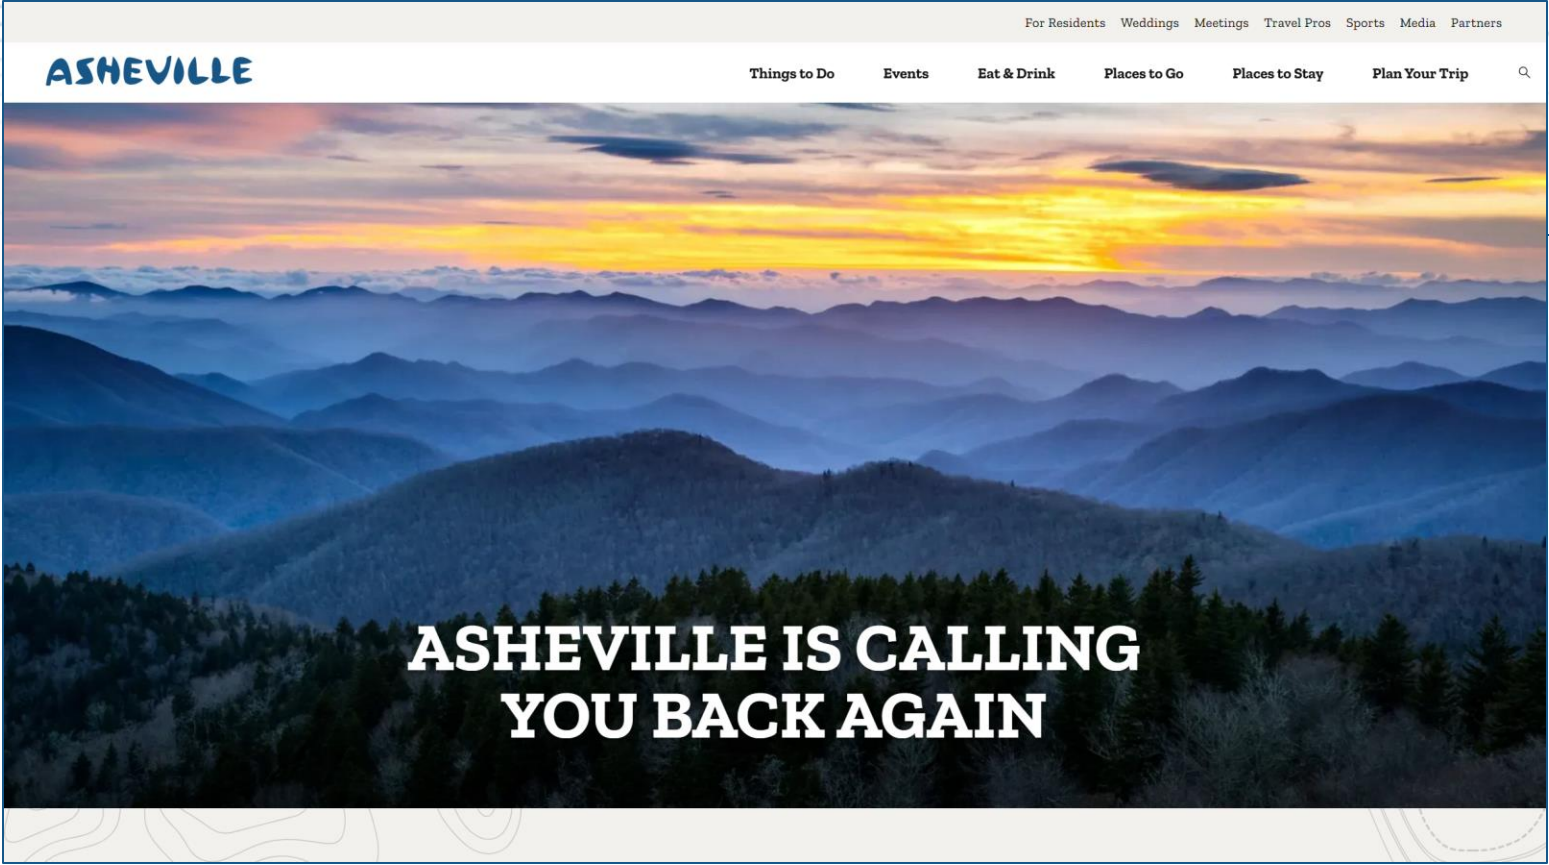 For Residents Weddings Meetings Travel Pros Sports Media Partners
ASHEVILLE
Things to Do Events Eat & Drink Places to Go Places to Stay Plan Your Trip
ASHEVILLE IS CALLING
YOU BACK AGAIN